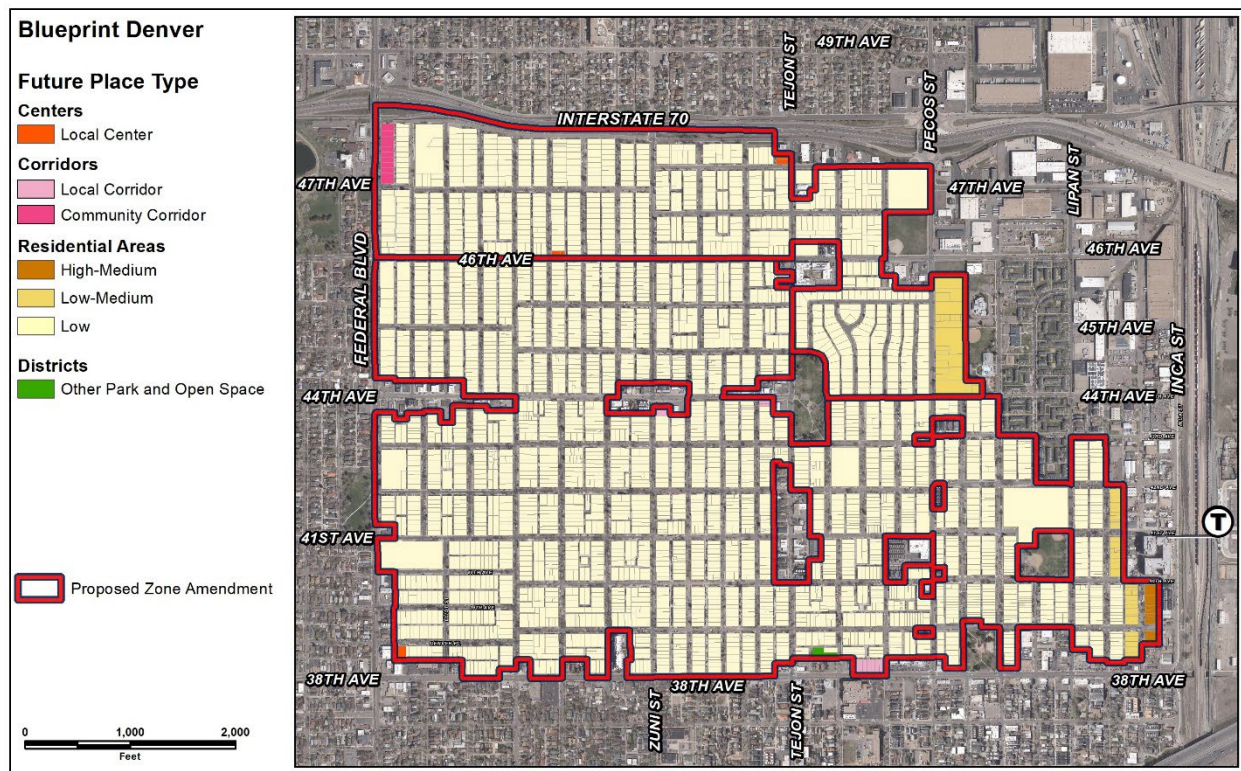 Blueprint Denver
Future Place Type
Centers
Local Center
Corridors
Local Corridor
Community Corridor
Residential Areas
High-Medium
Low-Medium
Low
Districts
Other Park and Open Space
Proposed Zone Amendment
0 1,000 2,000
Feet
49TH AVE
TEJON ST
PECOS ST
INTERSTATE 70
LIPAN ST
47TH AVE
47TH AVE
46TH AVE
46TH AVE
FEDERAL BLVD
45TH AVE
INCA ST
44TH AVE
44TH AVE
41ST AVE
T
38TH AVE
38TH AVE
38TH AVE
ZUNI ST
TEJON ST